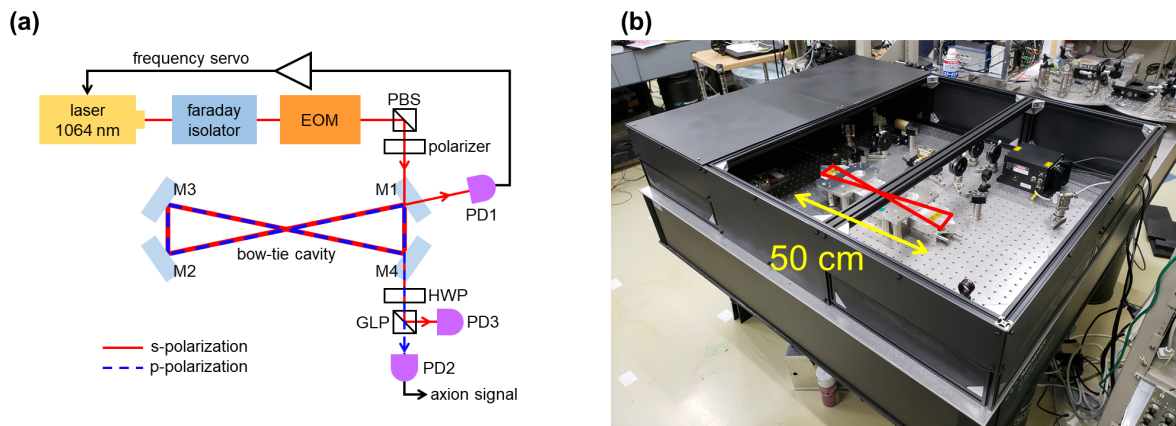 (a)
frequency servo
laser
1064 nm
faraday
isolator
EOM
PBS
polarizer
M3
M1
PD1
M2
bow-tie cavity
M4
HWP
GLP
PD3
PD2
s-polarization
p-polarization
axion signal
(b)
50 cm